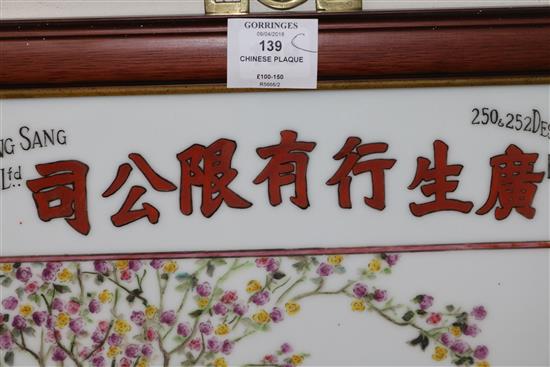 GORRINGES
09/04/2018
139
CHINESE PLAQUE
£100-150
R5666/2
NG SANG
Ltd.
250 & 252 DES
司公限有行生廣